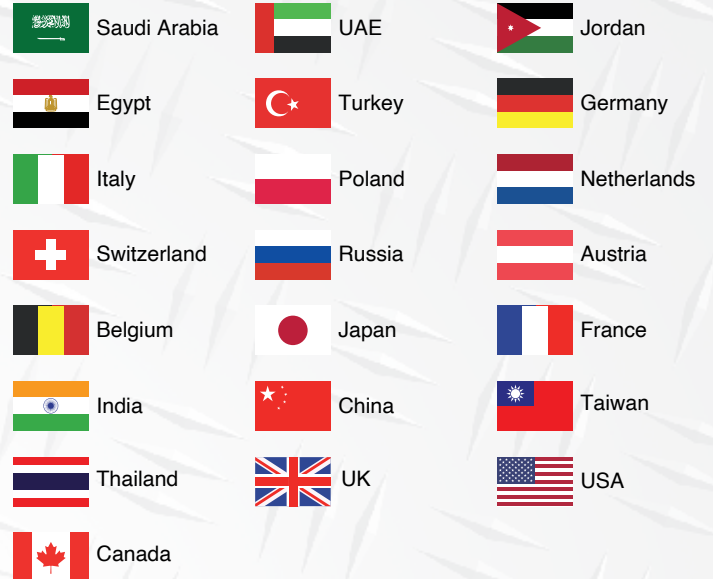 Saudi Arabia
UAE
Jordan
Egypt
Turkey
Germany
Italy
Poland
Netherlands
Switzerland
Russia
Austria
Belgium
Japan
France
India
China
Taiwan
Thailand
UK
USA
Canada